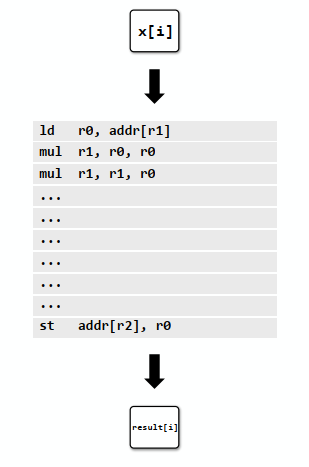 x[i]
ld r0, addr[r1]
mul r1, r0, r0
mul r1, r1, r0
...
...
...
...
...
...
st addr[r2], r0
result[i]